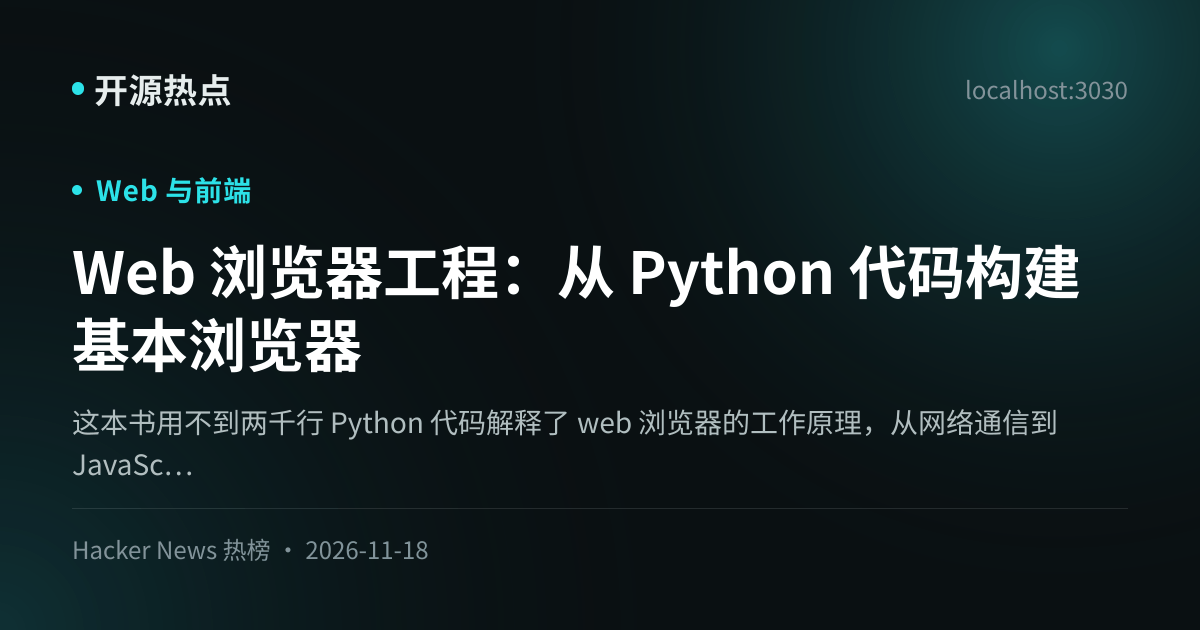 开源热点
localhost:3030
Web 与前端
Web 浏览器工程：从 Python 代码构建
基本浏览器
这本书用不到两千行 Python 代码解释了 web 浏览器的工作原理，从网络通信到
JavaSc…
Hacker News 热榜 · 2026-11-18